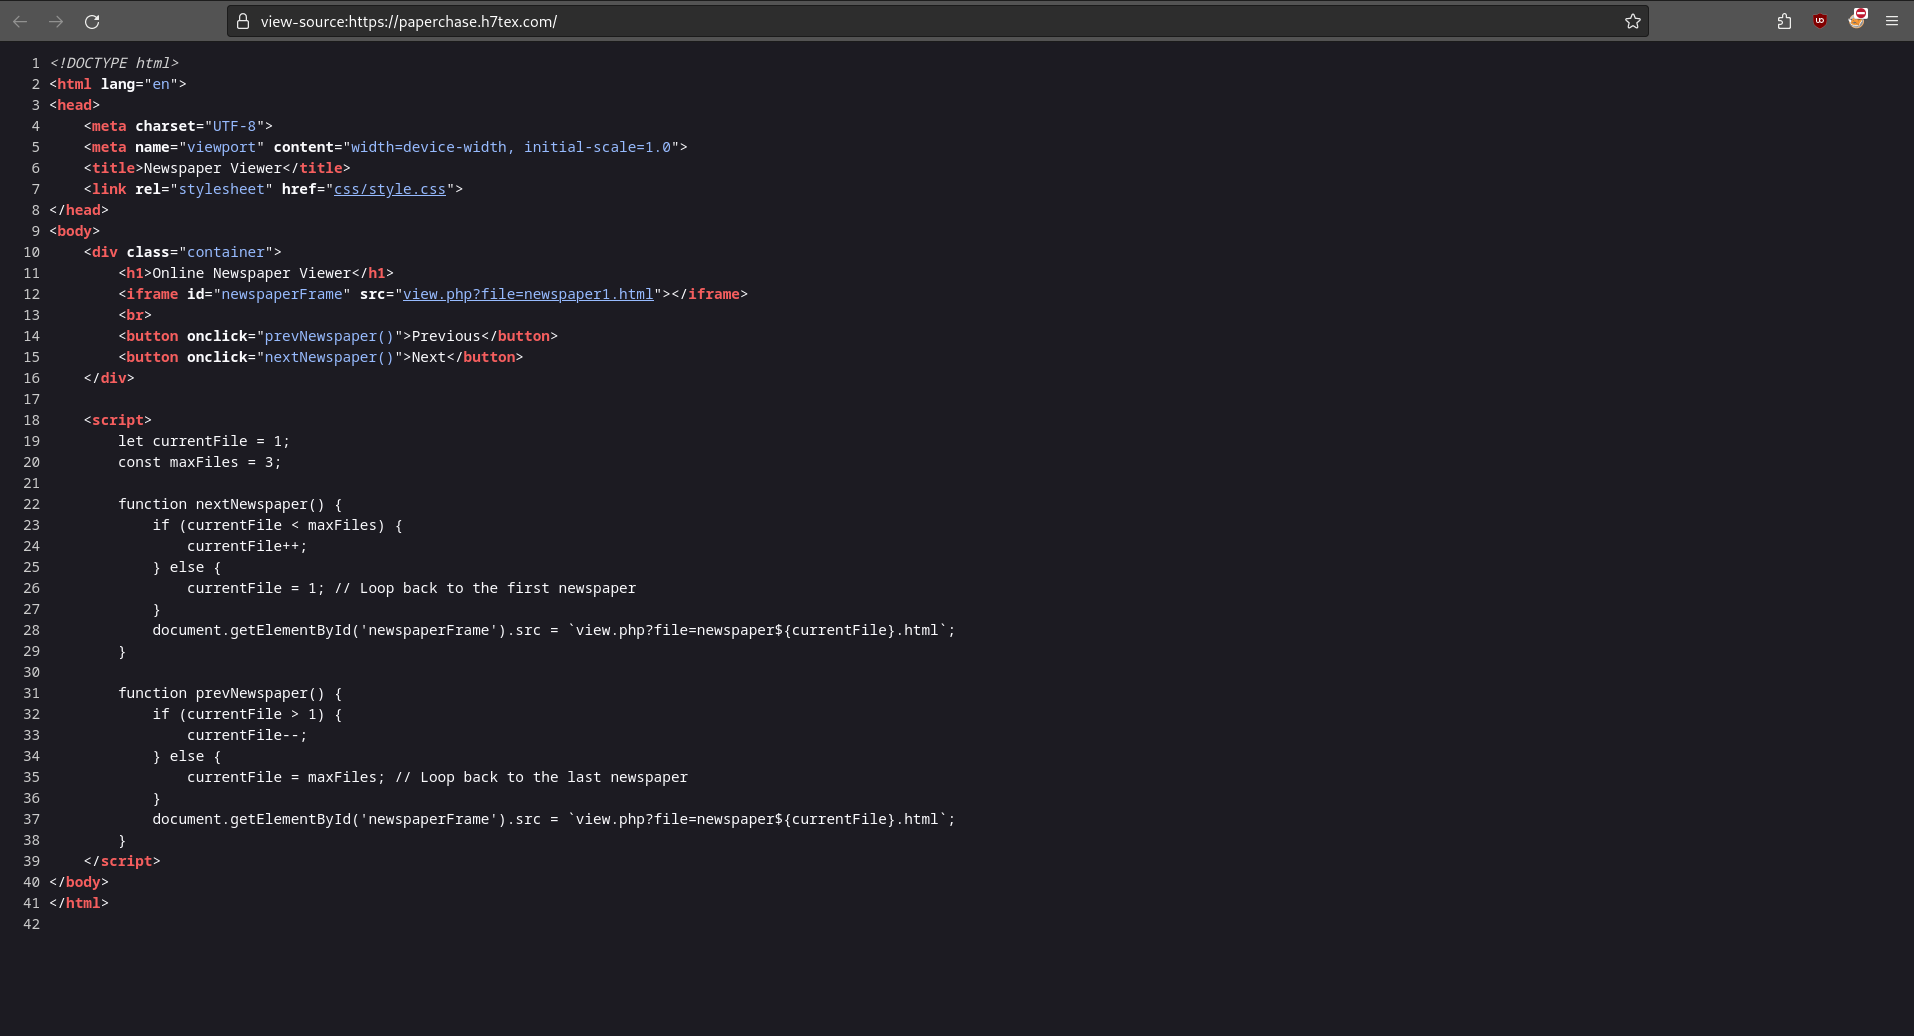 view-source:https://paperchase.h7tex.com/
1 <!DOCTYPE html>
2 <html lang="en">
3 <head>
4     <meta charset="UTF-8">
5     <meta name="viewport" content="width=device-width, initial-scale=1.0">
6     <title>Newspaper Viewer</title>
7     <link rel="stylesheet" href="css/style.css">
8 </head>
9 <body>
10     <div class="container">
11         <h1>Online Newspaper Viewer</h1>
12         <iframe id="newspaperFrame" src="view.php?file=newspaper1.html"></iframe>
13         <br>
14         <button onclick="prevNewspaper()">Previous</button>
15         <button onclick="nextNewspaper()">Next</button>
16     </div>
17
18     <script>
19         let currentFile = 1;
20         const maxFiles = 3;
21
22         function nextNewspaper() {
23             if (currentFile < maxFiles) {
24                 currentFile++;
25             } else {
26                 currentFile = 1; // Loop back to the first newspaper
27             }
28             document.getElementById('newspaperFrame').src = `view.php?file=newspaper${currentFile}.html`;
29         }
30
31         function prevNewspaper() {
32             if (currentFile > 1) {
33                 currentFile--;
34             } else {
35                 currentFile = maxFiles; // Loop back to the last newspaper
36             }
37             document.getElementById('newspaperFrame').src = `view.php?file=newspaper${currentFile}.html`;
38         }
39     </script>
40 </body>
41 </html>
42